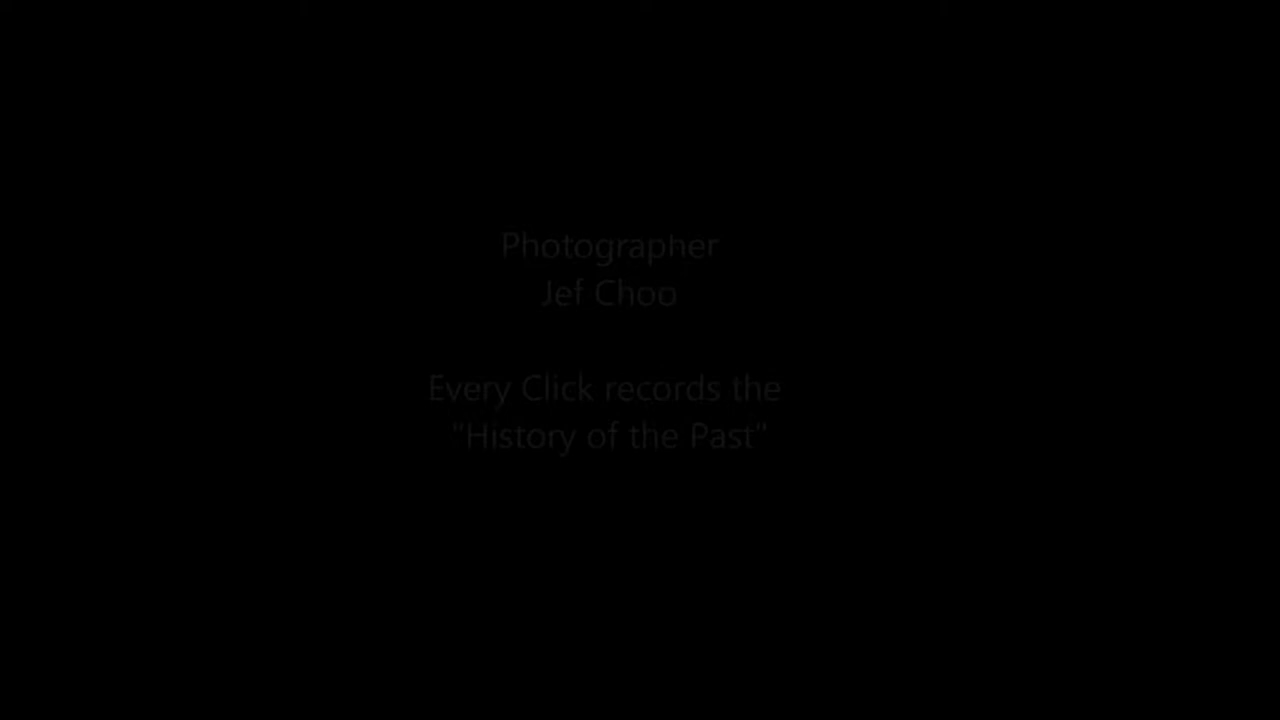 Photographer
Jef Choo
Every Click records the
"History of the Past"